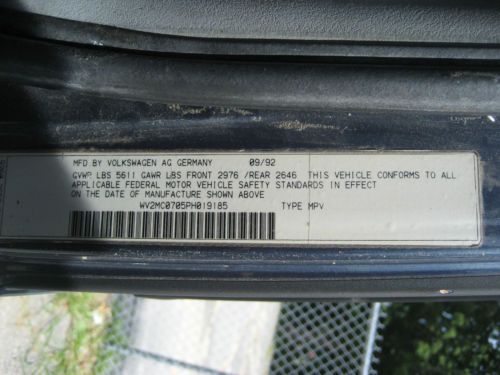 MFD BY VOLKSWAGEN AG GERMANY 09/92
GVWR LBS 5611 GAWR LBS FRONT 2976 /REAR 2646 THIS VEHICLE CONFORMS TO ALL
APPLICABLE FEDERAL MOTOR VEHICLE SAFETY STANDARDS IN EFFECT
ON THE DATE OF MANUFACTURE SHOWN ABOVE
WV2MC0705PH019185 TYPE MPV